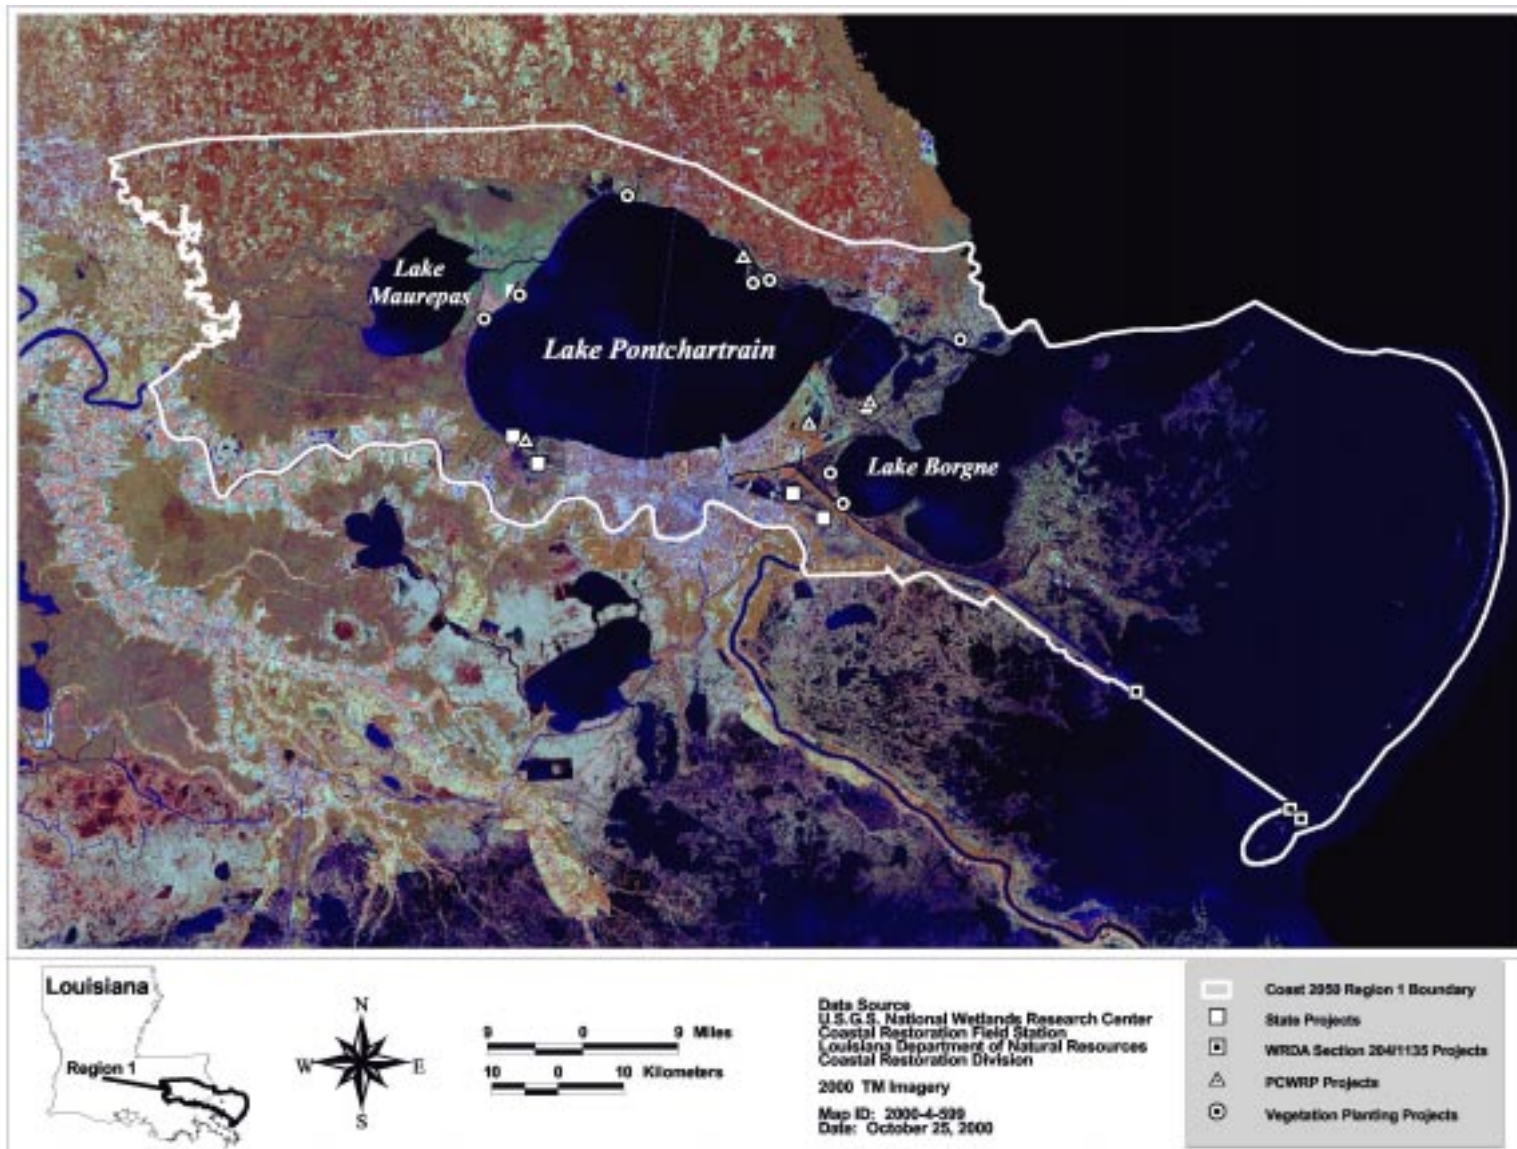 Lake
Maurepas
Lake Pontchartrain
Lake Borgne
Louisiana
Region 1
N
W E
S
9 0 9 Miles
10 0 10 Kilometers
Data Source
U.S.G.S. National Wetlands Research Center
Coastal Restoration Field Station
Louisiana Department of Natural Resources
Coastal Restoration Division
2000 TM Imagery
Map ID: 2000-4-599
Date: October 25, 2000
Coast 2050 Region 1 Boundary
State Projects
WRDA Section 204/1135 Projects
PCWRP Projects
Vegetation Planting Projects